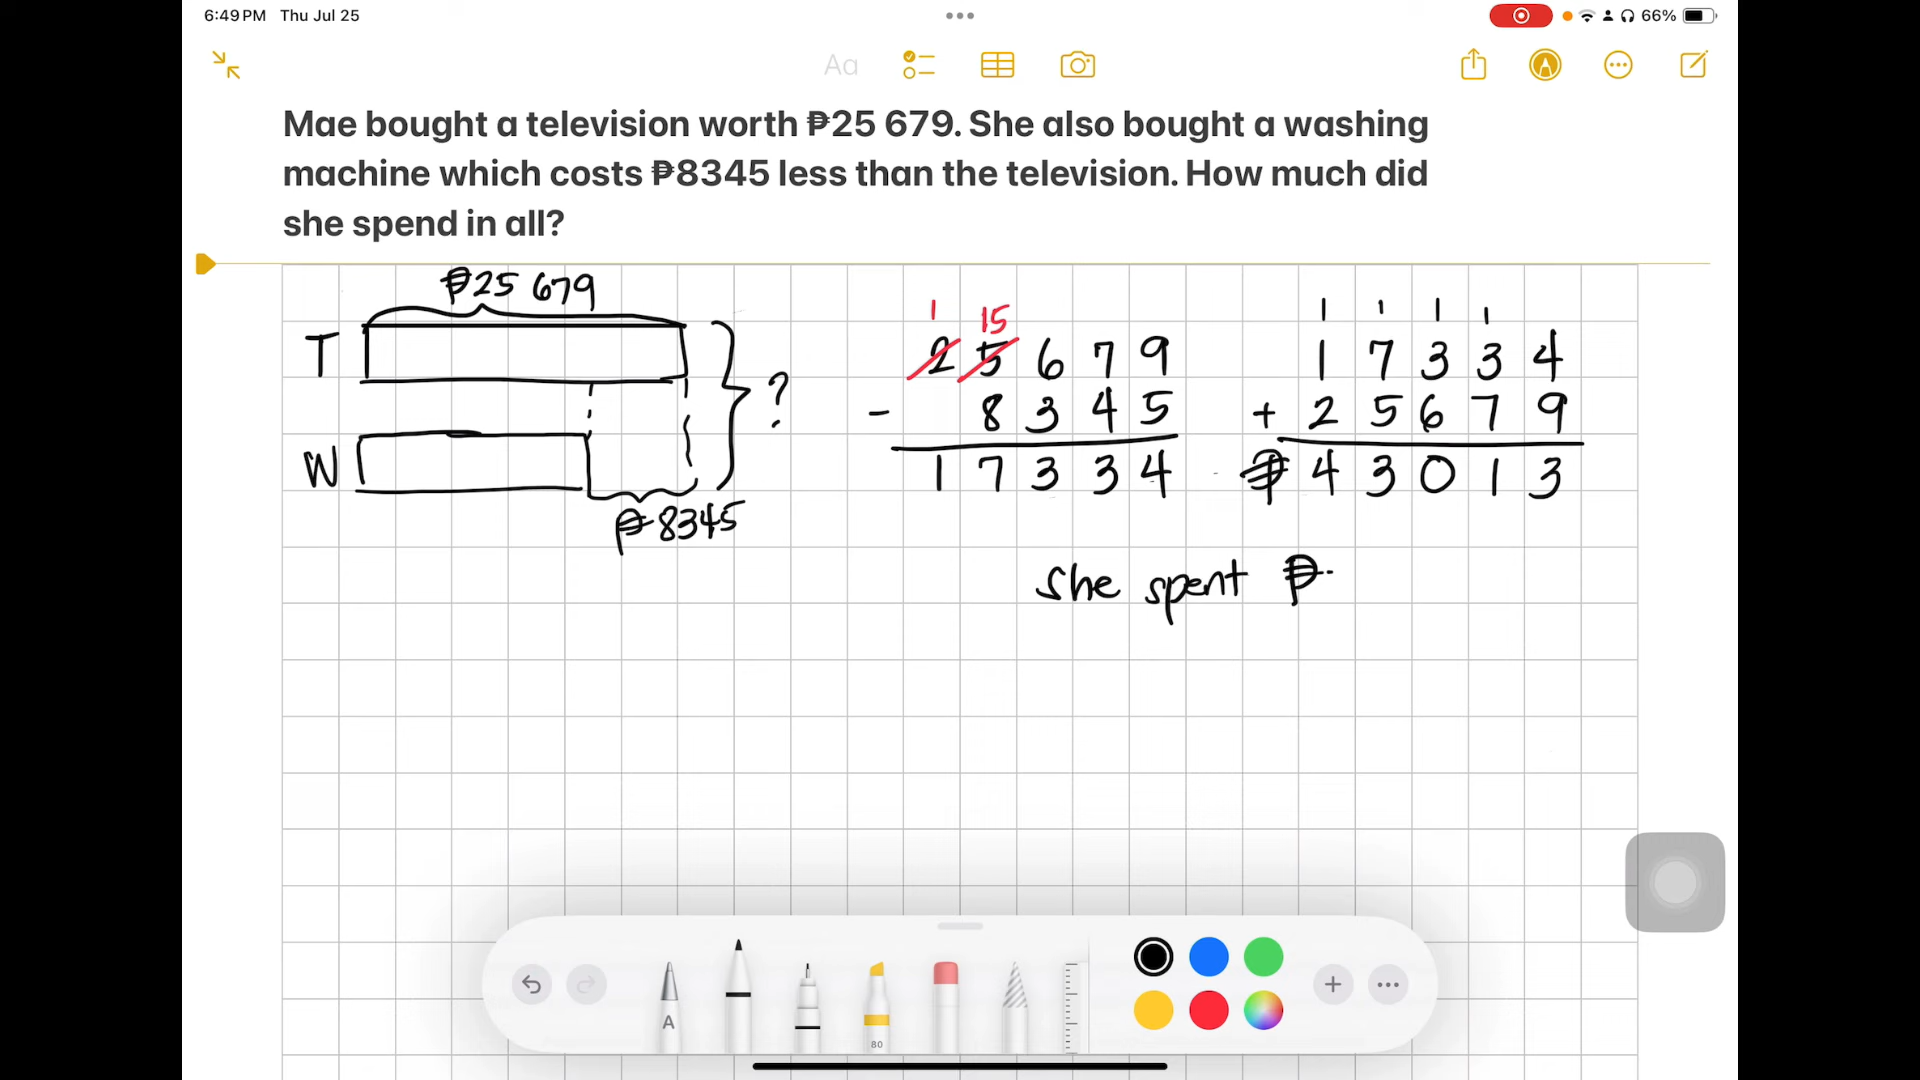 6:49 PM Thu Jul 25
66%
Aa
Mae bought a television worth ₱25 679. She also bought a washing
machine which costs ₱8345 less than the television. How much did
she spend in all?
₱25 679
T
?
W
₱8345
1 15
2 5 6 7 9
- 8 3 4 5
1 7 3 3 4
1 1 1 1
1 7 3 3 4
+ 2 5 6 7 9
₱ 4 3 0 1 3
She spent ₱
A
80